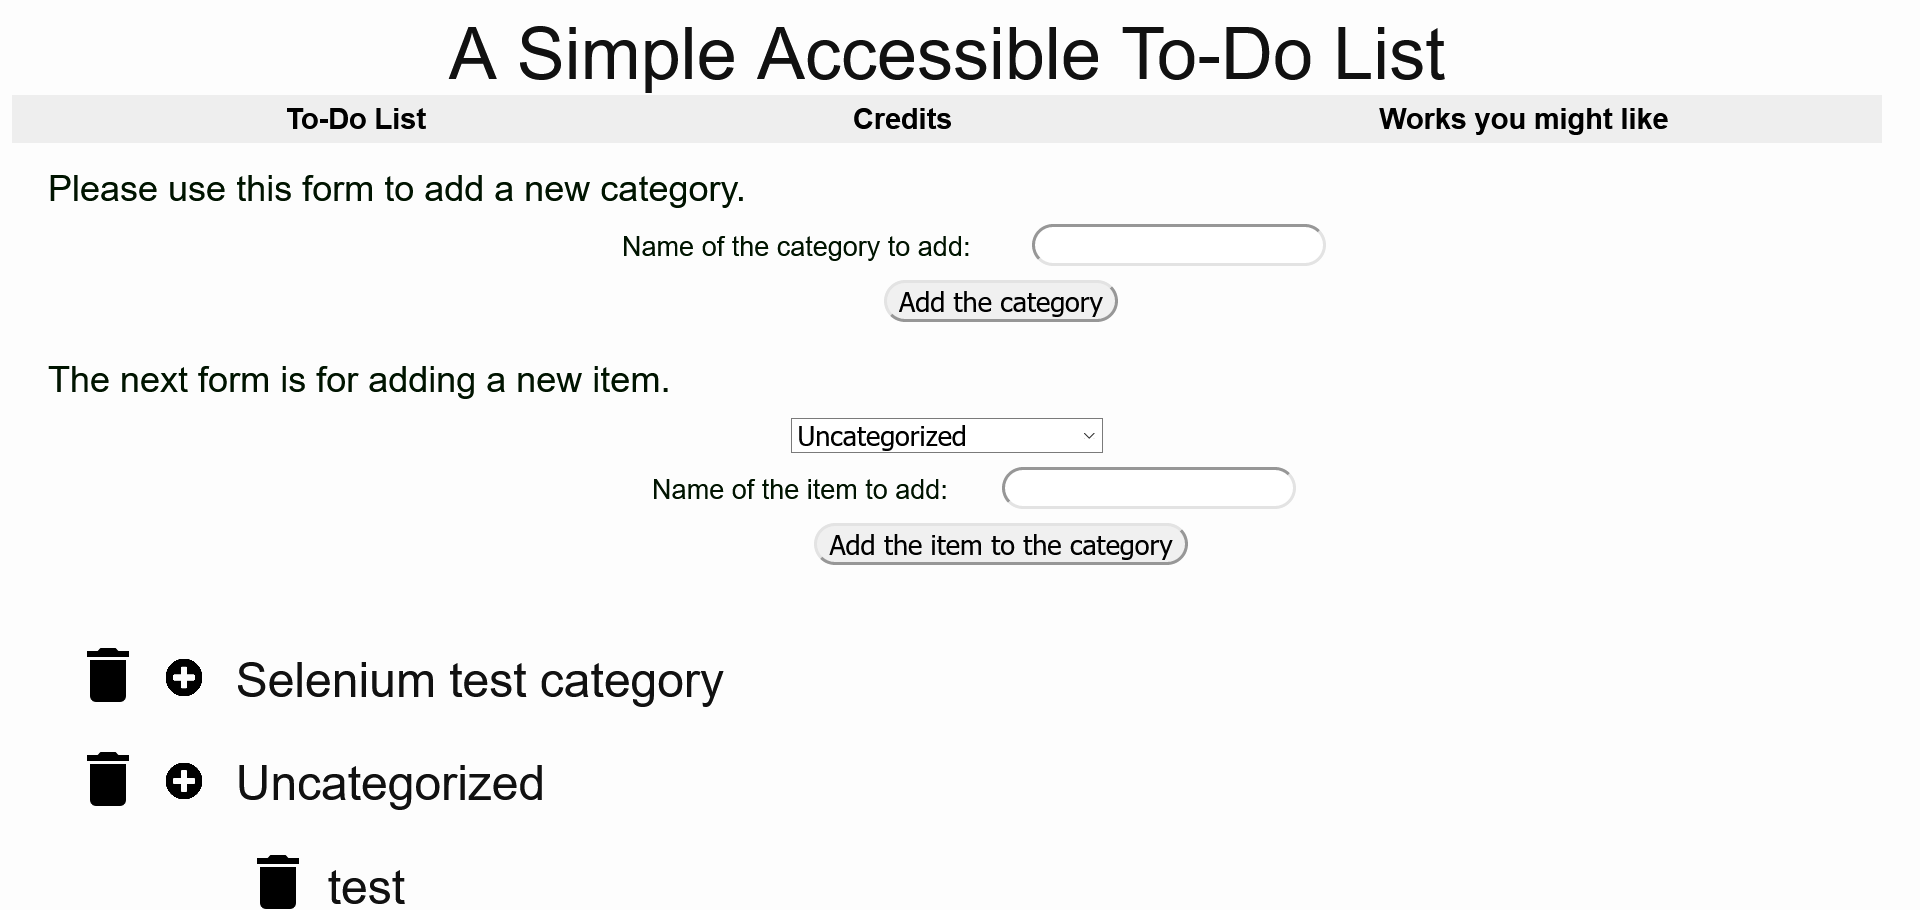 A Simple Accessible To-Do List
To-Do List Credits Works you might like
Please use this form to add a new category.
Name of the category to add:
Add the category
The next form is for adding a new item.
Uncategorized
Name of the item to add:
Add the item to the category
Selenium test category
Uncategorized
test